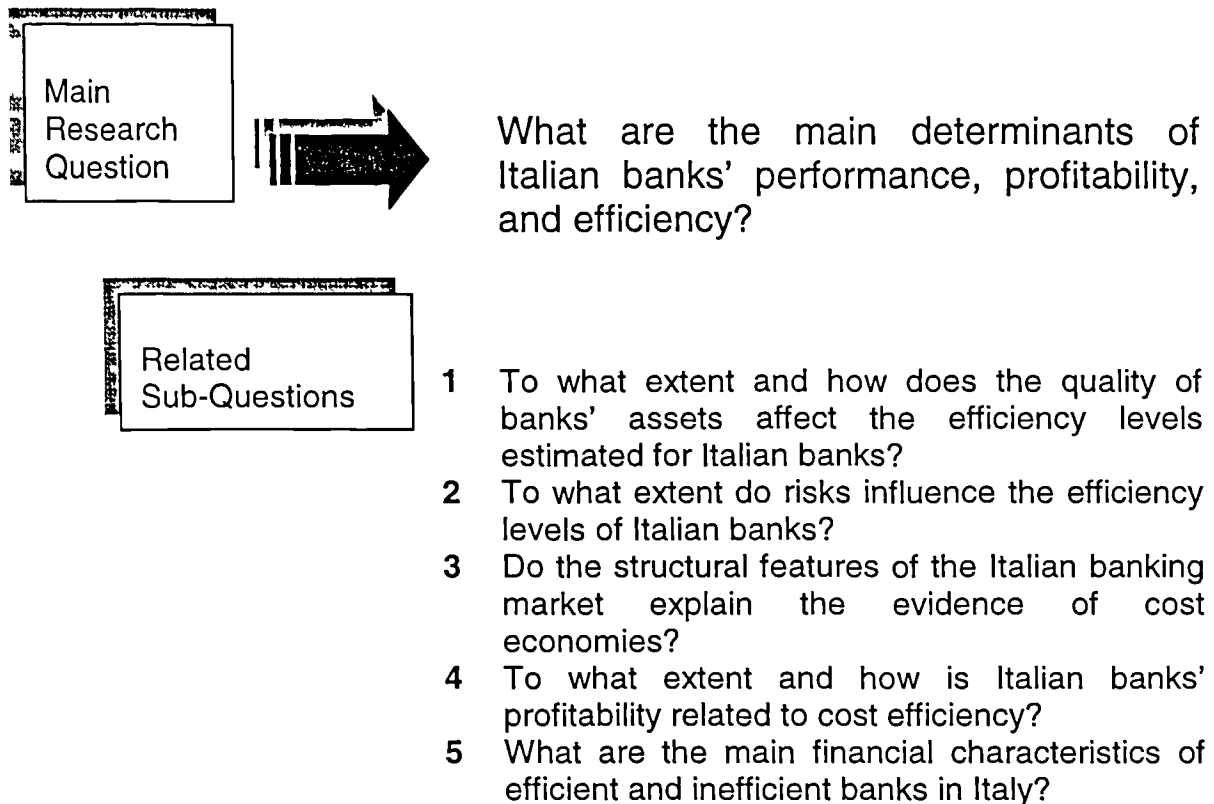 Main
Research
Question
What are the main determinants of
Italian banks' performance, profitability,
and efficiency?
Related
Sub-Questions
1 To what extent and how does the quality of
banks' assets affect the efficiency levels
estimated for Italian banks?
2 To what extent do risks influence the efficiency
levels of Italian banks?
3 Do the structural features of the Italian banking
market explain the evidence of cost
economies?
4 To what extent and how is Italian banks'
profitability related to cost efficiency?
5 What are the main financial characteristics of
efficient and inefficient banks in Italy?